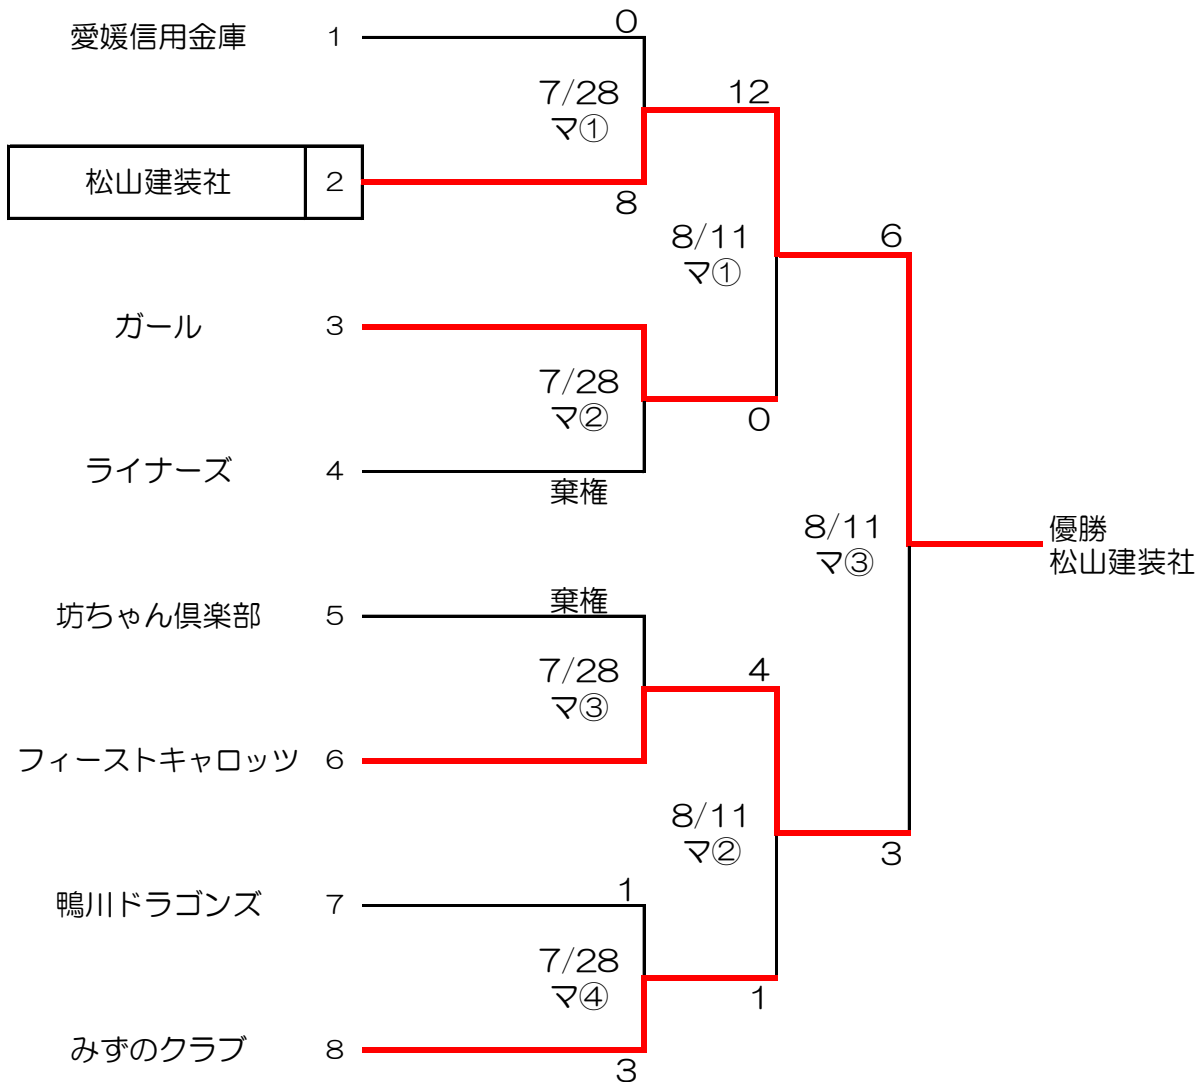 愛媛信用金庫 1
0
7/28
マ①
12
松山建装社 2
8
8/11
マ①
6
ガール 3
7/28
マ②
0
ライナーズ 4
棄権
8/11
マ③
優勝
松山建装社
坊ちゃん倶楽部 5
棄権
7/28
マ③
4
フィーストキャロッツ 6
8/11
マ②
3
鴨川ドラゴンズ 7
1
7/28
マ④
1
みずのクラブ 8
3